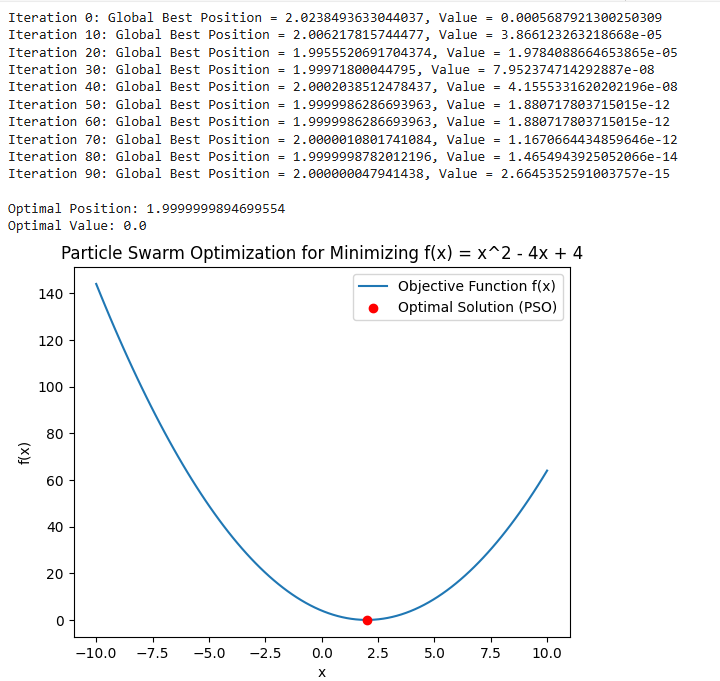 Iteration 0: Global Best Position = 2.0238493633044037, Value = 0.0005687921300250309
Iteration 10: Global Best Position = 2.006217815744477, Value = 3.866123263218668e-05
Iteration 20: Global Best Position = 1.9955520691704374, Value = 1.9784088664653865e-05
Iteration 30: Global Best Position = 1.99971800044795, Value = 7.952374714292887e-08
Iteration 40: Global Best Position = 2.0002038512478437, Value = 4.1555331620202196e-08
Iteration 50: Global Best Position = 1.9999986286693963, Value = 1.880717803715015e-12
Iteration 60: Global Best Position = 1.9999986286693963, Value = 1.880717803715015e-12
Iteration 70: Global Best Position = 2.0000010801741084, Value = 1.1670664434859646e-12
Iteration 80: Global Best Position = 1.9999998782012196, Value = 1.4654943925052066e-14
Iteration 90: Global Best Position = 2.000000047941438, Value = 2.6645352591003757e-15
Optimal Position: 1.9999999894699554
Optimal Value: 0.0
Particle Swarm Optimization for Minimizing f(x) = x^2 - 4x + 4
Objective Function f(x)
Optimal Solution (PSO)
140
120
100
80
60
40
20
0
f(x)
−10.0 −7.5 −5.0 −2.5 0.0 2.5 5.0 7.5 10.0
x